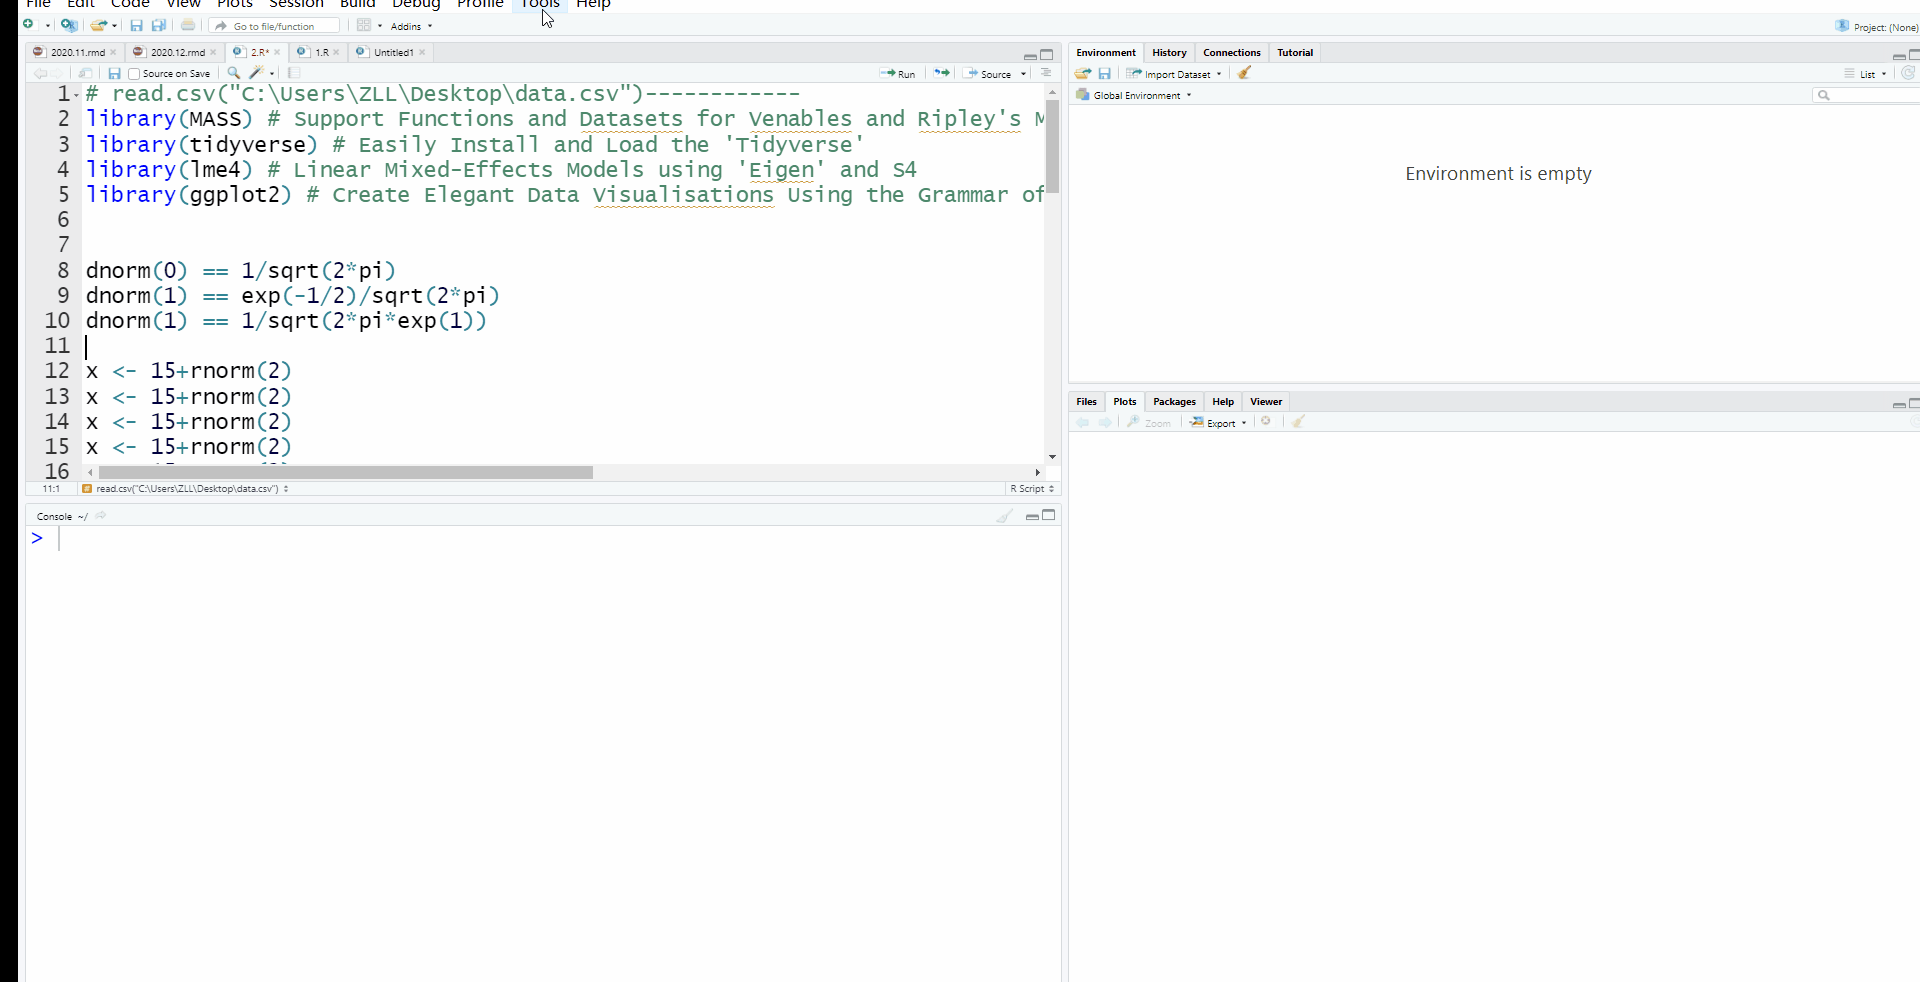 File Edit Code View Plots Session Build Debug Profile Tools Help
Go to file/function Addins Project: (None)
2020.11.rmd 2020.12.rmd 2.R* 1.R Untitled1
Source on Save Run Source
1 # read.csv("C:\Users\ZLL\Desktop\data.csv")------------
2 library(MASS) # Support Functions and Datasets for Venables and Ripley's M
3 library(tidyverse) # Easily Install and Load the 'Tidyverse'
4 library(lme4) # Linear Mixed-Effects Models using 'Eigen' and S4
5 library(ggplot2) # Create Elegant Data Visualisations Using the Grammar of
6
7
8 dnorm(0) == 1/sqrt(2*pi)
9 dnorm(1) == exp(-1/2)/sqrt(2*pi)
10 dnorm(1) == 1/sqrt(2*pi*exp(1))
11
12 x <- 15+rnorm(2)
13 x <- 15+rnorm(2)
14 x <- 15+rnorm(2)
15 x <- 15+rnorm(2)
16
11:1 # read.csv("C:\Users\ZLL\Desktop\data.csv") R Script
Console ~/
>
Environment History Connections Tutorial
Import Dataset List
Global Environment
Environment is empty
Files Plots Packages Help Viewer
Zoom Export